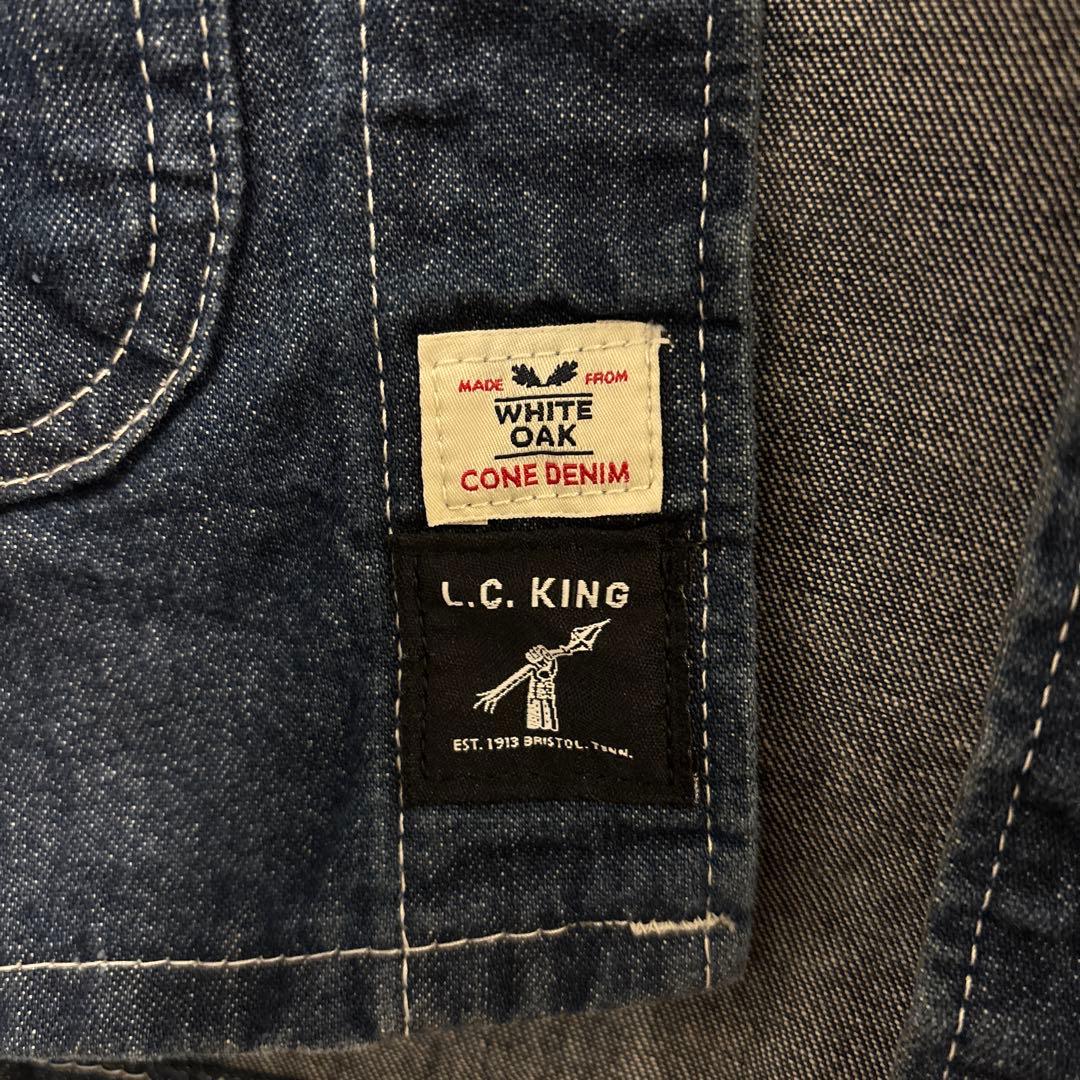 MADE FROM
WHITE
OAK
CONE DENIM
L.C. KING
EST. 1913 BRISTOL, TENN.